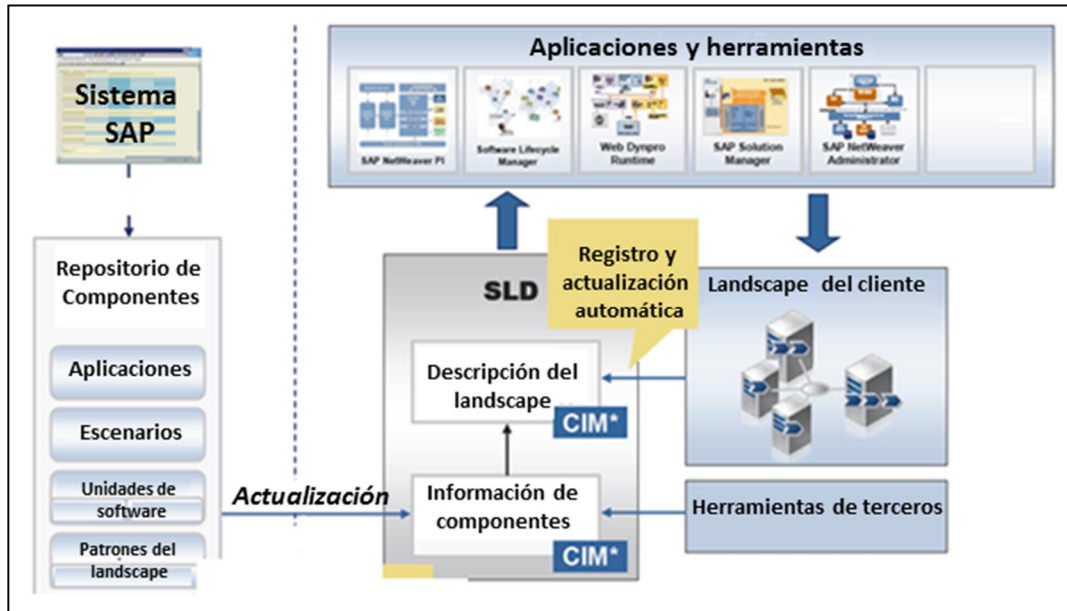 Sistema
SAP
Repositorio de
Componentes
Aplicaciones
Escenarios
Unidades de
software
Patrones del
landscape
Actualización
Aplicaciones y herramientas
SAP NetWeaver PI
Software Lifecycle
Manager
Web Dynpro
Runtime
SAP Solution
Manager
SAP NetWeaver
Administrator
SLD
Registro y
actualización
automática
Descripción del
landscape
CIM*
Información de
componentes
CIM*
Landscape del cliente
Herramientas de terceros